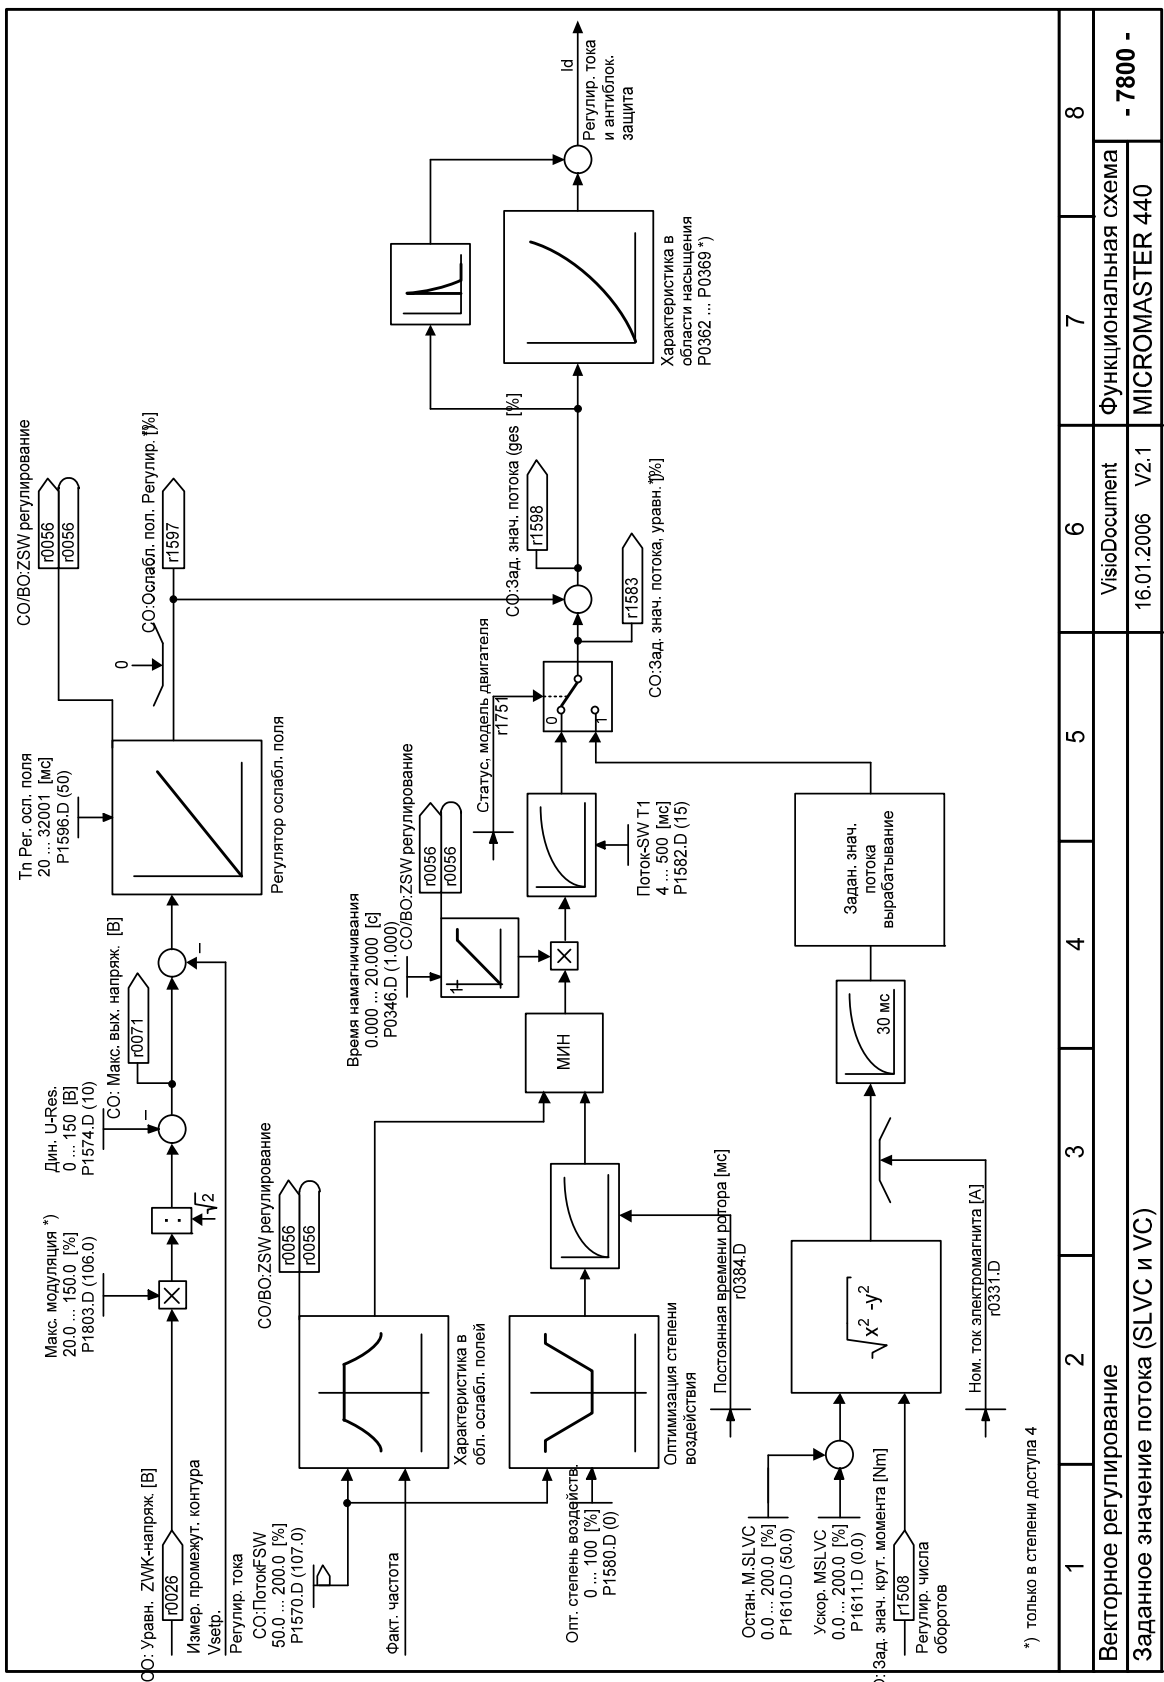 CO: Уравн. ZWK-напряж. [В]
r0026
Измер. промежут. контура
Vsetp.
Регулир. тока
Макс. модуляция *)
20.0 ... 150.0 [%]
P1803.D (106.0)
√2
Дин. U-Res.
0 ... 150 [В]
P1574.D (10)
CO: Макс. вых. напряж. [В]
r0071
Tn Рег. осл. поля
20 ... 32001 [мс]
P1596.D (50)
Регулятор ослабл. поля
0
CO/BO:ZSW регулирование
r0056
r0056
CO:Ослабл. пол. Регулир. *)[%]
r1597
CO:ПотокFSW
50.0 ... 200.0 [%]
P1570.D (107.0)
Факт. частота
CO/BO:ZSW регулирование
r0056
r0056
Характеристика в
обл. ослабл. полей
Опт. степень воздейств.
0 ... 100 [%]
P1580.D (0)
Оптимизация степени
воздействия
Постоянная времени ротора [мс]
r0384.D
МИН
Время намагничивания
0.000 ... 20.000 [с]
P0346.D (1.000)
CO/BO:ZSW регулирование
r0056
r0056
1
Поток-SW T1
4 ... 500 [мс]
P1582.D (15)
Статус, модель двигателя
r1751
0
1
CO:Зад. знач. потока, уравн. *)[%]
r1583
CO:Зад. знач. потока (ges [%]
r1598
Характеристика в
области насыщения
P0362 ... P0369 *)
Id
Регулир. тока
и антиблок.
защита
Остан. M.SLVC
0.0 ... 200.0 [%]
P1610.D (50.0)
Ускор. MSLVC
0.0 ... 200.0 [%]
P1611.D (0.0)
O: Зад. знач. крут. момента [Nm]
r1508
Регулир. числа
оборотов
√x² -y²
Ном. ток электромагнита [А]
r0331.D
30 мс
Задан. знач.
потока
вырабатывание
*) только в степени доступа 4
1 2 3 4 5 6 7 8
Векторное регулирование
Заданное значение потока (SLVC и VC)
VisioDocument
16.01.2006 V2.1
Функциональная схема
MICROMASTER 440
- 7800 -